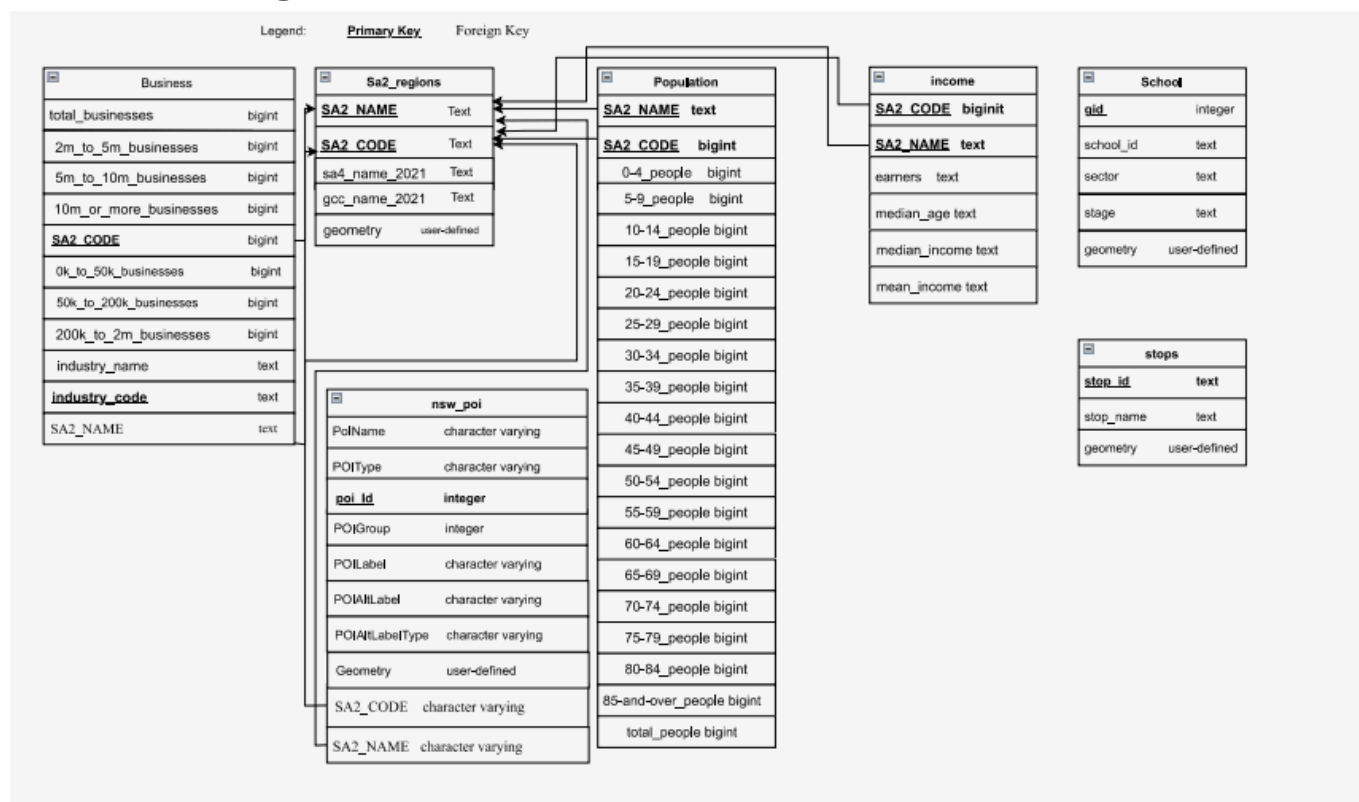 Legend: Primary Key Foreign Key
Business
total_businesses bigint
2m_to_5m_businesses bigint
5m_to_10m_businesses bigint
10m_or_more_businesses bigint
SA2_CODE bigint
0k_to_50k_businesses bigint
50k_to_200k_businesses bigint
200k_to_2m_businesses bigint
industry_name text
industry_code text
SA2_NAME text
Sa2_regions
SA2_NAME Text
SA2_CODE Text
sa4_name_2021 Text
gcc_name_2021 Text
geometry user-defined
nsw_poi
PoIName character varying
POIType character varying
poi_Id integer
POIGroup integer
POILabel character varying
POIAltLabel character varying
POIAltLabelType character varying
Geometry user-defined
SA2_CODE character varying
SA2_NAME character varying
Population
SA2_NAME text
SA2_CODE bigint
0-4_people bigint
5-9_people bigint
10-14_people bigint
15-19_people bigint
20-24_people bigint
25-29_people bigint
30-34_people bigint
35-39_people bigint
40-44_people bigint
45-49_people bigint
50-54_people bigint
55-59_people bigint
60-64_people bigint
65-69_people bigint
70-74_people bigint
75-79_people bigint
80-84_people bigint
85-and-over_people bigint
total_people bigint
income
SA2_CODE biginit
SA2_NAME text
earners text
median_age text
median_income text
mean_income text
School
gid integer
school_id text
sector text
stage text
geometry user-defined
stops
stop_id text
stop_name text
geometry user-defined